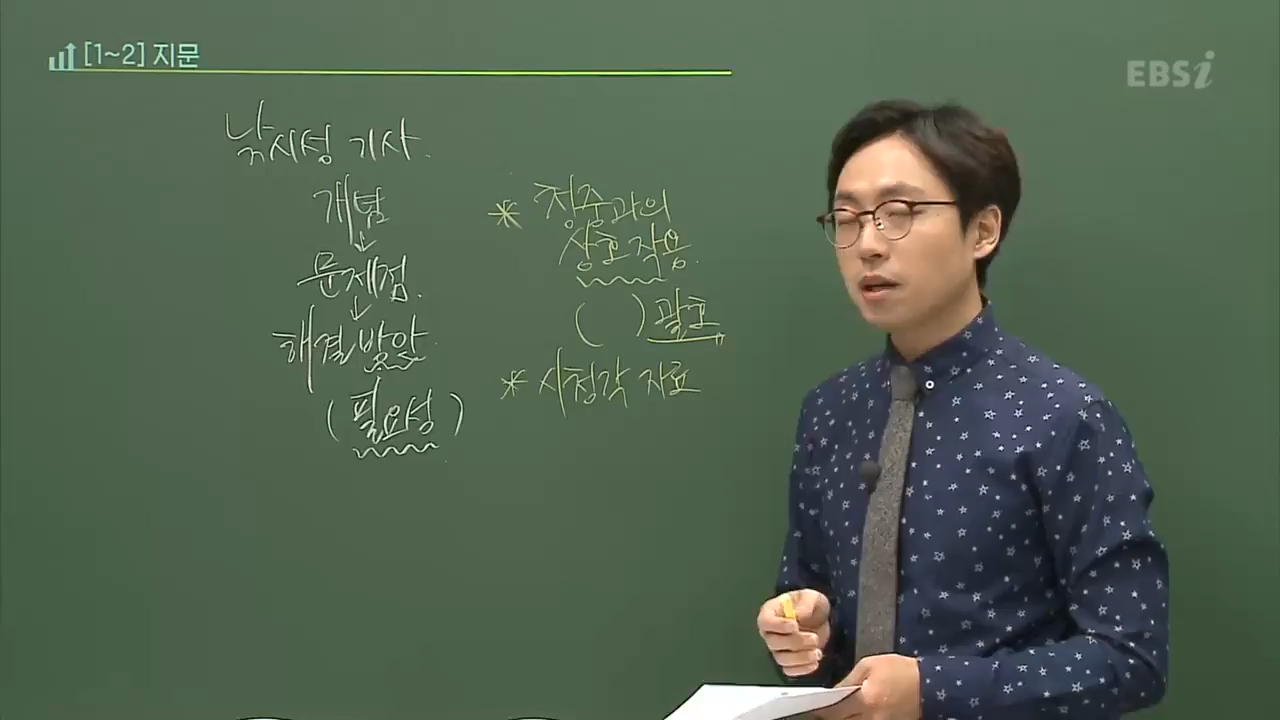 [1~2] 지문
EBSi
낚시성 기사.
개념
↓
문제점.
↓
해결방안.
(필요성)
* 청중과의
상호작용.
( ) 괄호
* 시청각 자료